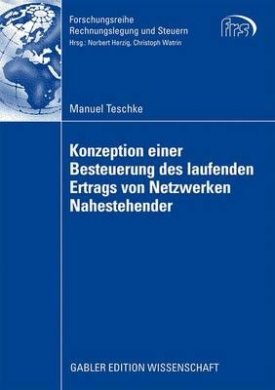 Forschungsreihe
Rechnungslegung und Steuern
Hrsg.: Norbert Herzig, Christoph Watrin
frs
Manuel Teschke
Konzeption einer
Besteuerung des laufenden
Ertrags von Netzwerken
Nahestehender
GABLER EDITION WISSENSCHAFT